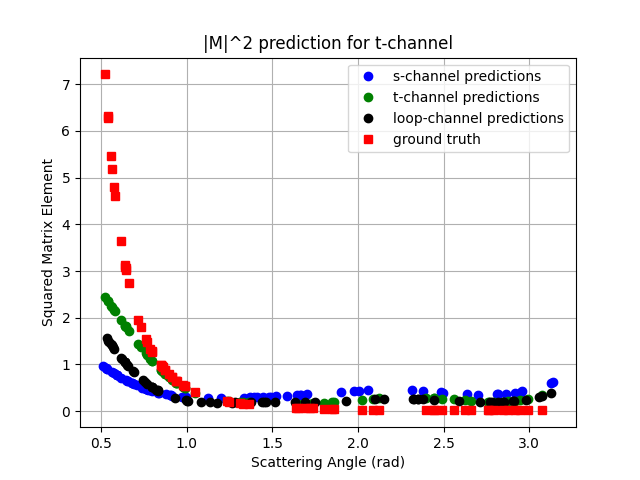 |M|^2 prediction for t-channel
s-channel predictions
t-channel predictions
loop-channel predictions
ground truth
Squared Matrix Element
7
6
5
4
3
2
1
0
0.5 1.0 1.5 2.0 2.5 3.0
Scattering Angle (rad)